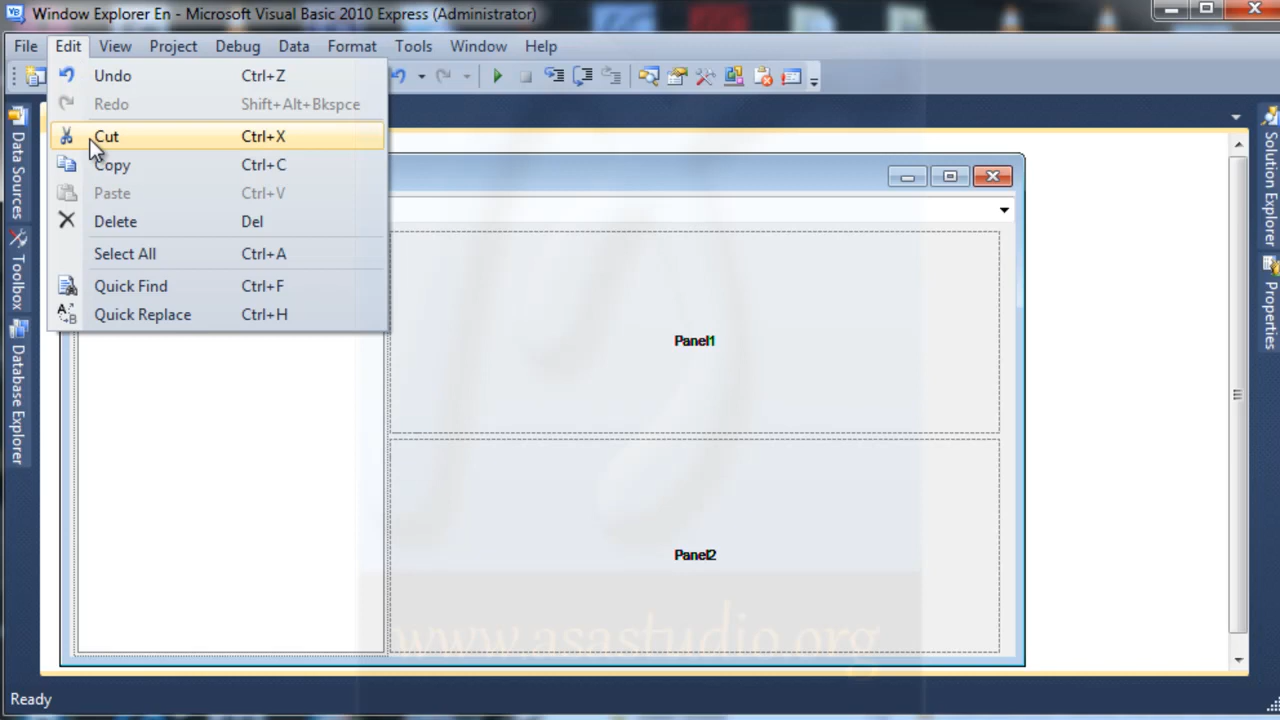 Window Explorer En - Microsoft Visual Basic 2010 Express (Administrator)
File Edit View Project Debug Data Format Tools Window Help
Undo Ctrl+Z
Redo Shift+Alt+Bkspce
Cut Ctrl+X
Copy Ctrl+C
Paste Ctrl+V
Delete Del
Select All Ctrl+A
Quick Find Ctrl+F
Quick Replace Ctrl+H
Data Sources
Toolbox
Database Explorer
Solution Explorer
Properties
Panel1
Panel2
www.asastudio.org
Ready